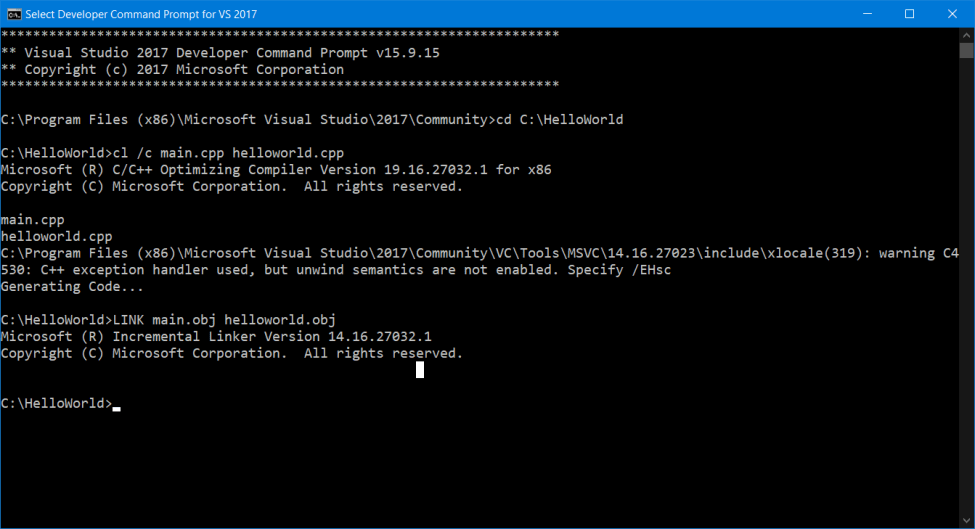 Select Developer Command Prompt for VS 2017
**********************************************************************
** Visual Studio 2017 Developer Command Prompt v15.9.15
** Copyright (c) 2017 Microsoft Corporation
**********************************************************************
C:\Program Files (x86)\Microsoft Visual Studio\2017\Community>cd C:\HelloWorld
C:\HelloWorld>cl /c main.cpp helloworld.cpp
Microsoft (R) C/C++ Optimizing Compiler Version 19.16.27032.1 for x86
Copyright (C) Microsoft Corporation.  All rights reserved.
main.cpp
helloworld.cpp
C:\Program Files (x86)\Microsoft Visual Studio\2017\Community\VC\Tools\MSVC\14.16.27023\include\xlocale(319): warning C4
530: C++ exception handler used, but unwind semantics are not enabled. Specify /EHsc
Generating Code...
C:\HelloWorld>LINK main.obj helloworld.obj
Microsoft (R) Incremental Linker Version 14.16.27032.1
Copyright (C) Microsoft Corporation.  All rights reserved.
C:\HelloWorld>